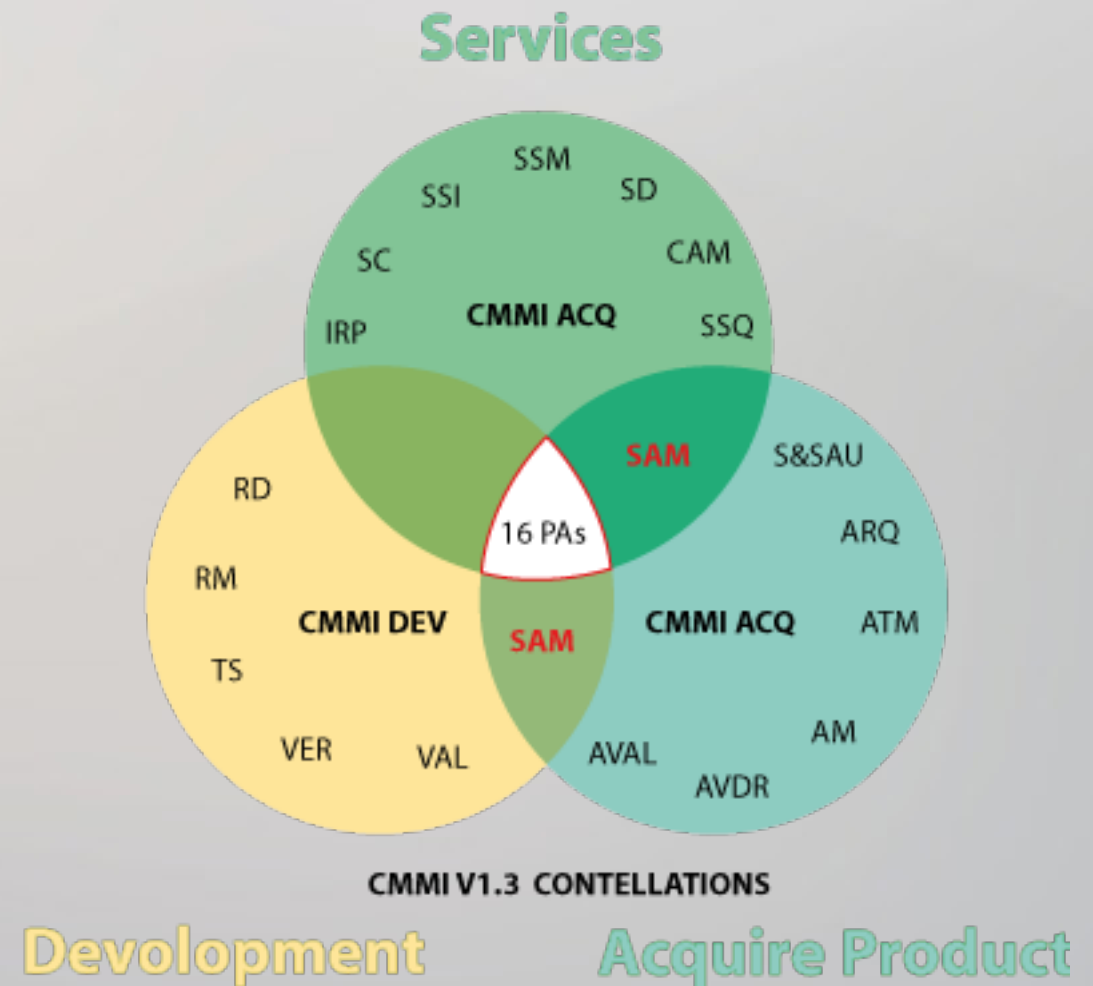 Services
SSM
SSI
SD
SC
CAM
CMMI ACQ
IRP
SSQ
SAM
S&SAU
RD
16 PAs
ARQ
RM
CMMI DEV
SAM
CMMI ACQ
ATM
TS
VER
VAL
AVAL
AM
AVDR
CMMI V1.3 CONTELLATIONS
Devolopment
Acquire Product